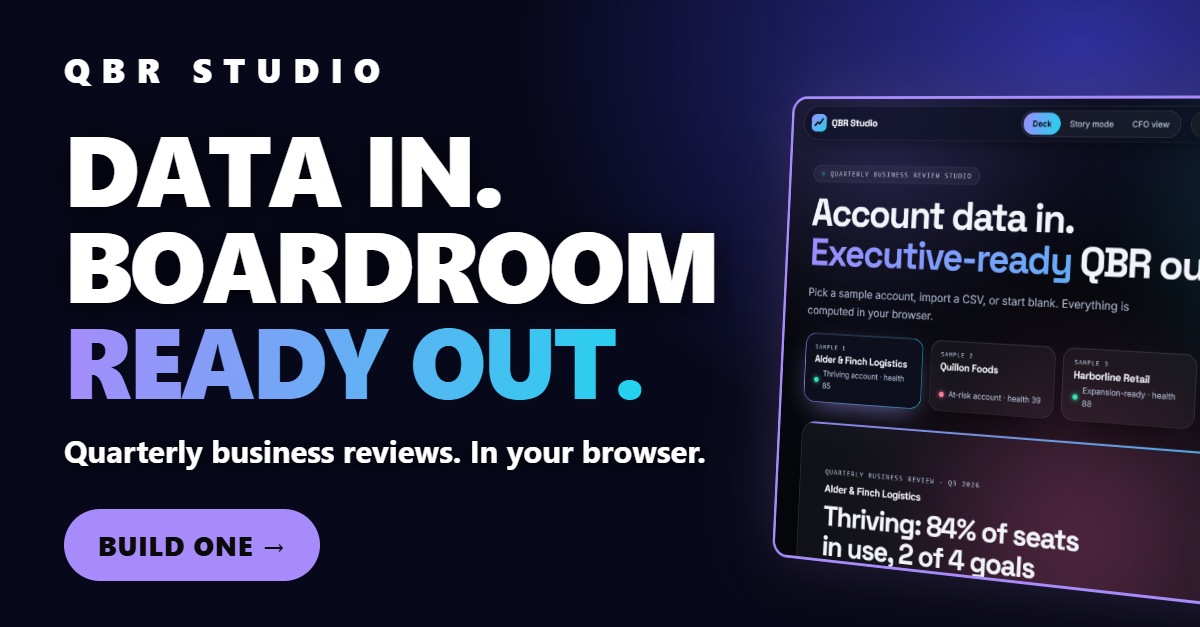 QBR STUDIO
DATA IN.
BOARDROOM
READY OUT.
Quarterly business reviews. In your browser.
BUILD ONE →
QBR Studio
Deck
Story mode
CFO view
QUARTERLY BUSINESS REVIEW STUDIO
Account data in.
Executive-ready QBR ou
Pick a sample account, import a CSV, or start blank. Everything is
computed in your browser.
SAMPLE 1
Alder & Finch Logistics
Thriving account · health
85
SAMPLE 2
Quillon Foods
At-risk account · health 39
SAMPLE 3
Harborline Retail
Expansion-ready · health
88
QUARTERLY BUSINESS REVIEW · Q3 2026
Alder & Finch Logistics
Thriving: 84% of seats
in use, 2 of 4 goals